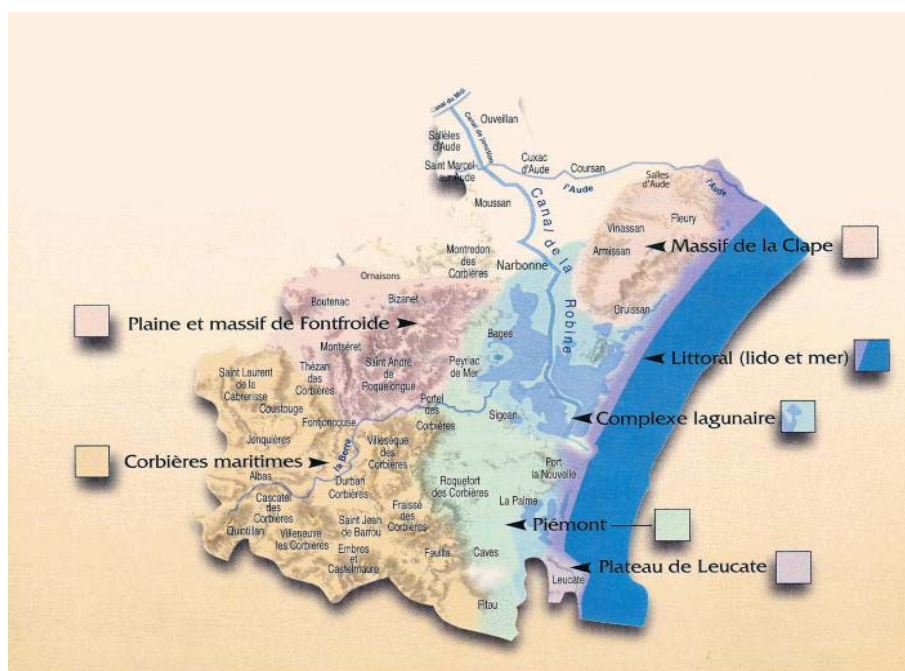 Canal du Midi
Ouveillan
Canal de jonction
Sallèles
d'Aude
Cuxac
d'Aude
Coursan
Saint Marcel
sur Aude
l'Aude
Salles
d'Aude
l'Aude
Moussan
Canal de la
Robine
Vinassan
Fleury
Armissan
Massif de la Clape
Montredon
des
Corbières
Narbonne
Ornaisons
Boutenac
Bizanet
Gruissan
Plaine et massif de Fontfroide
Bages
Montséret
Littoral (lido et mer)
Saint André
de
Roquelongue
Peyriac
de Mer
Thézan
des
Corbières
Saint Laurent
de la
Cabrerisse
Coustouge
Portel
des
Corbières
Sigean
Complexe lagunaire
Fontjoncouse
Jonquières
la Berre
Villesèque
des
Corbières
Corbières maritimes
Port
la Nouvelle
Albas
Durban
Corbières
Roquefort
des Corbières
La Palme
Cascatel
des
Corbières
Fraissé
des
Corbières
Quintillan
Villeneuve
les Corbières
Saint Jean
de Barrou
Piémont
Embres
et
Castelmaure
Feuilla
Caves
Plateau de Leucate
Leucate
Fitou